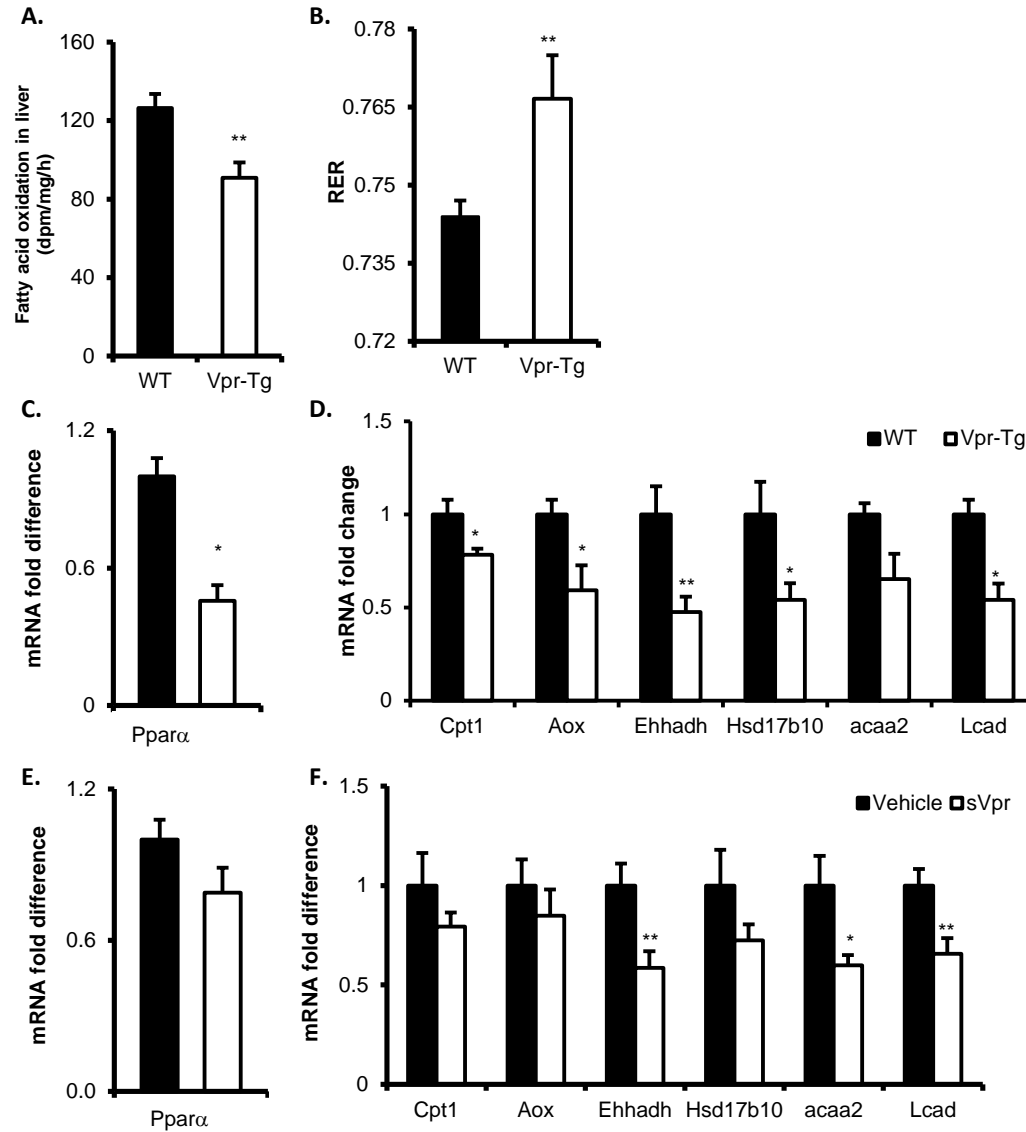 A.
Fatty acid oxidation in liver
(dpm/mg/h)
160
120
80
40
0
**
WT
Vpr-Tg
B.
RER
0.78
0.765
0.75
0.735
0.72
**
WT
Vpr-Tg
C.
mRNA fold difference
1.2
0.6
0
*
Pparα
D.
mRNA fold change
1.5
1
0.5
0
WT Vpr-Tg
*
*
**
*
*
Cpt1 Aox Ehhadh Hsd17b10 acaa2 Lcad
E.
mRNA fold difference
1.2
0.6
0.0
Pparα
F.
mRNA fold difference
1.5
1
0.5
0
Vehicle sVpr
**
*
**
Cpt1 Aox Ehhadh Hsd17b10 acaa2 Lcad